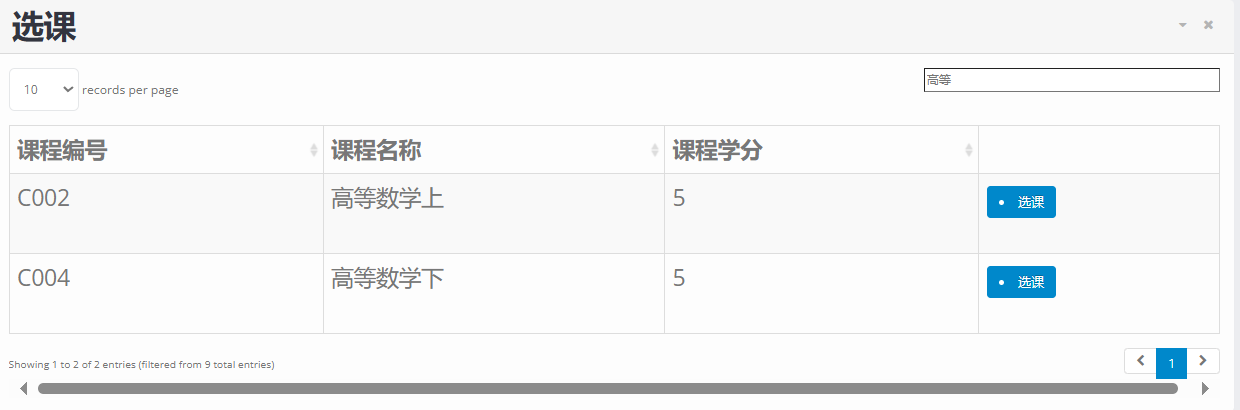 选课
10 records per page
高等
课程编号 课程名称 课程学分
C002 高等数学上 5 选课
C004 高等数学下 5 选课
Showing 1 to 2 of 2 entries (filtered from 9 total entries)
1